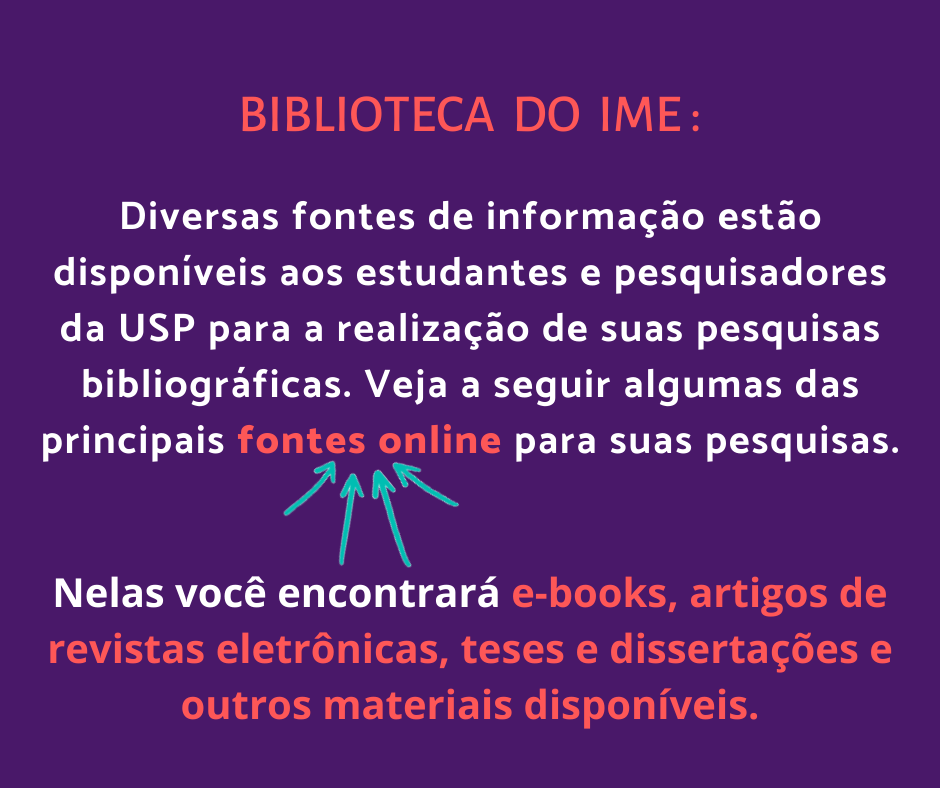 BIBLIOTECA DO IME:
Diversas fontes de informação estão
disponíveis aos estudantes e pesquisadores
da USP para a realização de suas pesquisas
bibliográficas. Veja a seguir algumas das
principais fontes online para suas pesquisas.
Nelas você encontrará e-books, artigos de
revistas eletrônicas, teses e dissertações e
outros materiais disponíveis.